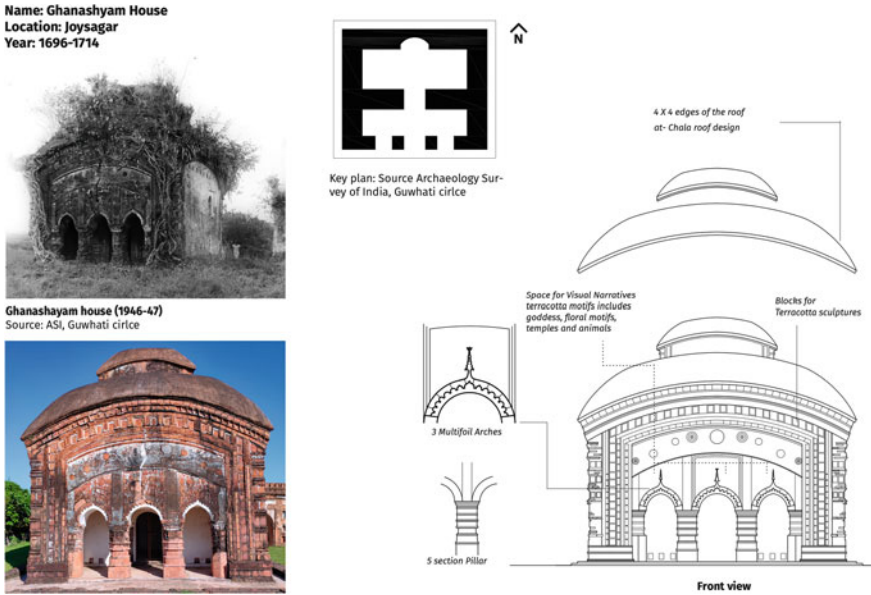 Name: Ghanashyam House
Location: Joysagar
Year: 1696-1714
N
Key plan: Source Archaeology Sur-
vey of India, Guwhati cirlce
4 X 4 edges of the roof
at- Chala roof design
Ghanashayam house (1946-47)
Source: ASI, Guwhati cirlce
Space for Visual Narratives
terracotta motifs includes
goddess, floral motifs,
temples and animals
Blocks for
Terracotta sculptures
3 Multifoil Arches
5 section Pillar
Front view